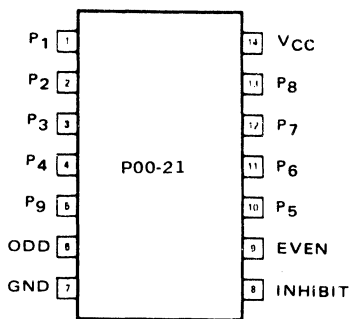 P1 1 14 VCC
P2 2 13 P8
P3 3 12 P7
P4 4 P00-21 11 P6
P9 5 10 P5
ODD 6 9 EVEN
GND 7 8 INHiBIT